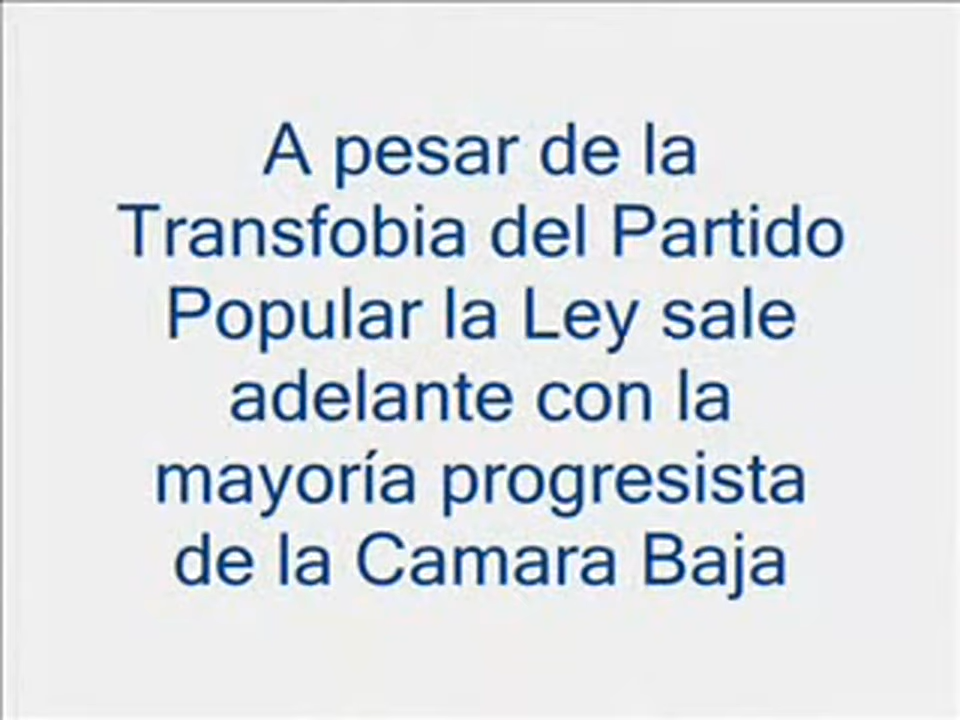 A pesar de la
Transfobia del Partido
Popular la Ley sale
adelante con la
mayoría progresista
de la Camara Baja